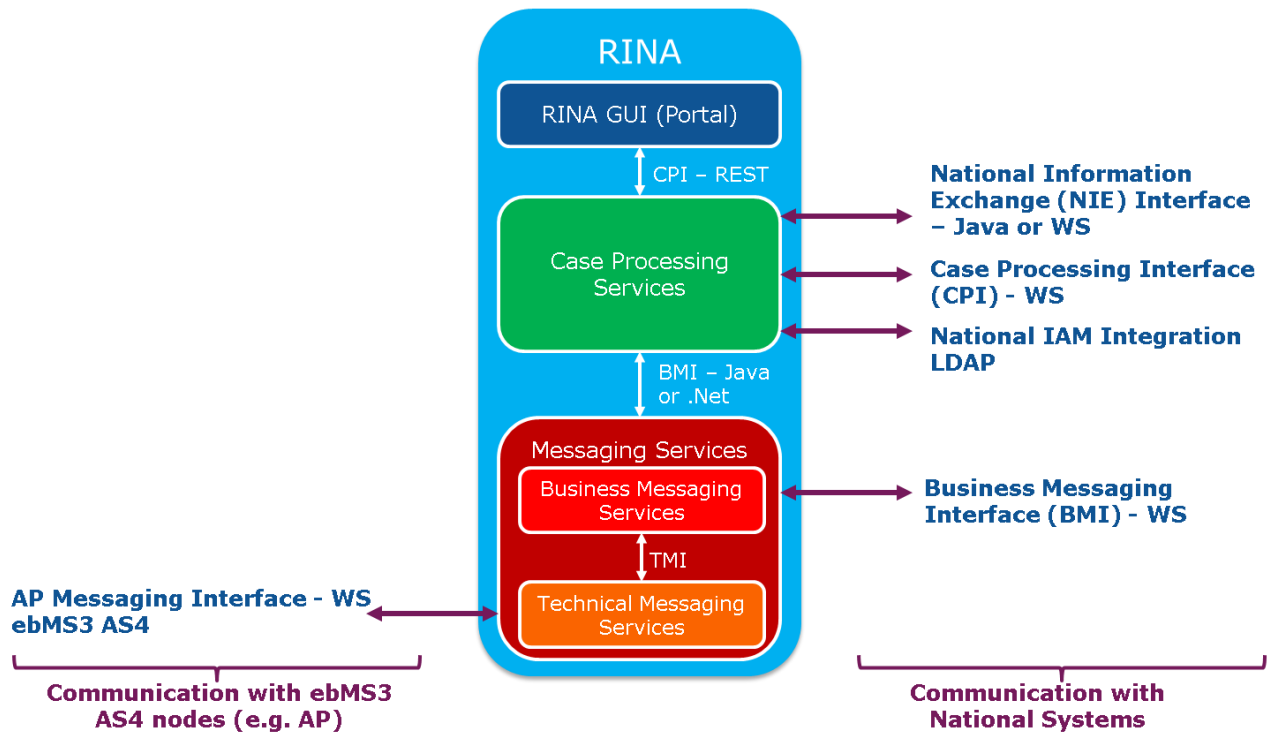 RINA
RINA GUI (Portal)
CPI – REST
Case Processing
Services
National Information
Exchange (NIE) Interface
– Java or WS
Case Processing Interface
(CPI) - WS
National IAM Integration
LDAP
BMI – Java
or .Net
Messaging Services
Business Messaging
Services
Business Messaging
Interface (BMI) - WS
TMI
Technical Messaging
Services
AP Messaging Interface - WS
ebMS3 AS4
Communication with ebMS3
AS4 nodes (e.g. AP)
Communication with
National Systems